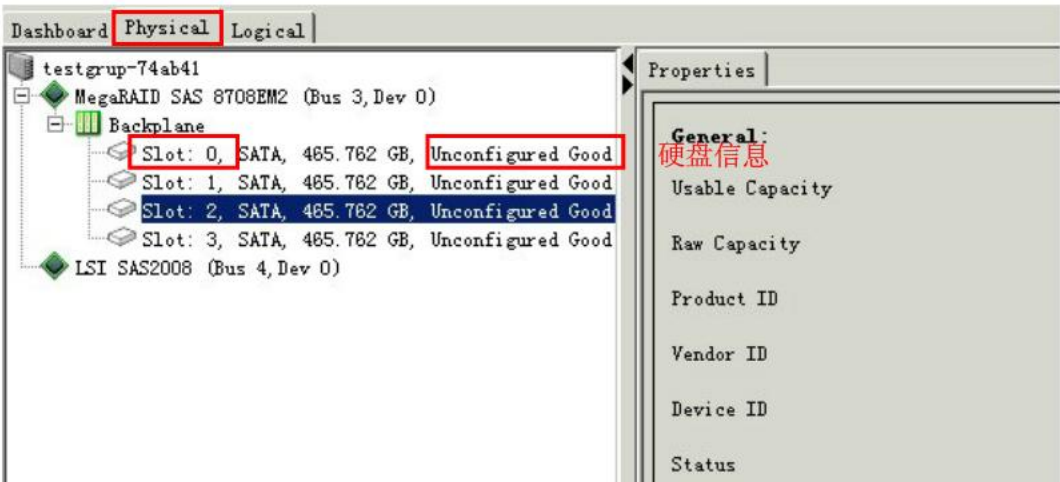 Dashboard Physical Logical
testgrup-74ab41
MegaRAID SAS 8708EM2 (Bus 3,Dev 0)
Backplane
Slot: 0, SATA, 465.762 GB, Unconfigured Good
Slot: 1, SATA, 465.762 GB, Unconfigured Good
Slot: 2, SATA, 465.762 GB, Unconfigured Good
Slot: 3, SATA, 465.762 GB, Unconfigured Good
LSI SAS2008 (Bus 4,Dev 0)
Properties
General:
硬盘信息
Usable Capacity
Raw Capacity
Product ID
Vendor ID
Device ID
Status